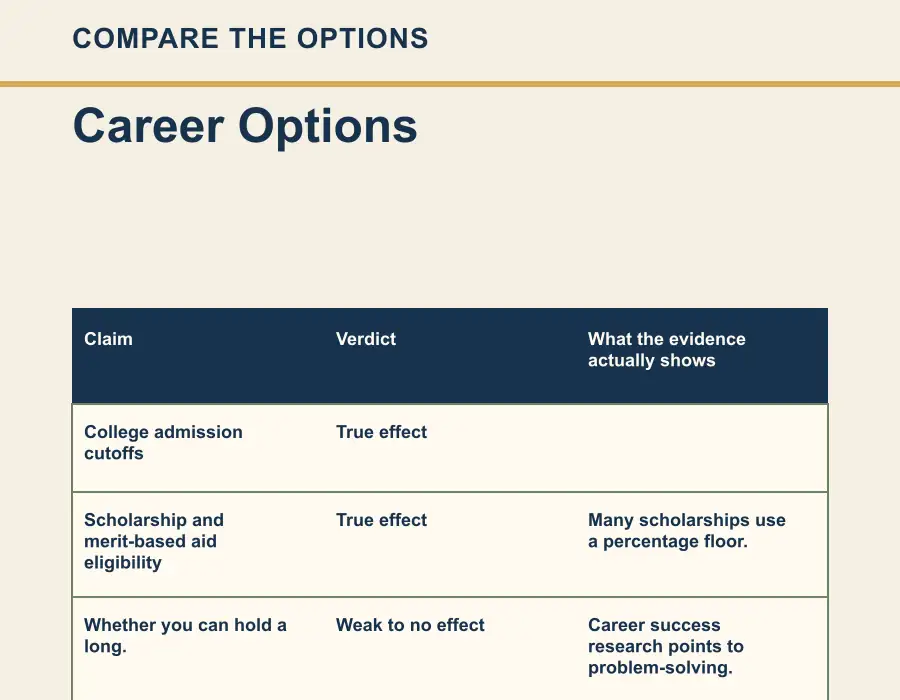 COMPARE THE OPTIONS
Career Options
Claim
Verdict
What the evidence
actually shows
College admission
cutoffs
True effect
Scholarship and
merit-based aid
eligibility
True effect
Many scholarships use
a percentage floor.
Whether you can hold a
long.
Weak to no effect
Career success
research points to
problem-solving.